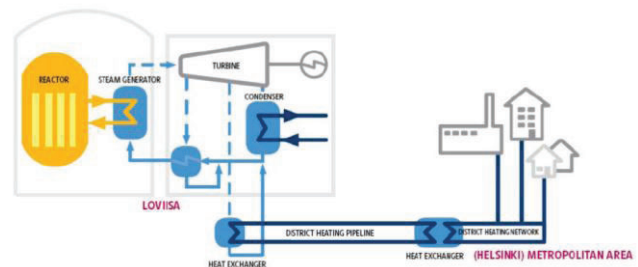 REACTOR
STEAM GENERATOR
TURBINE
CONDENSER
LOVIISA
DISTRICT HEATING PIPELINE
DISTRICT HEATING NETWORK
HEAT EXCHANGER
HEAT EXCHANGER
(HELSINKI) METROPOLITAN AREA